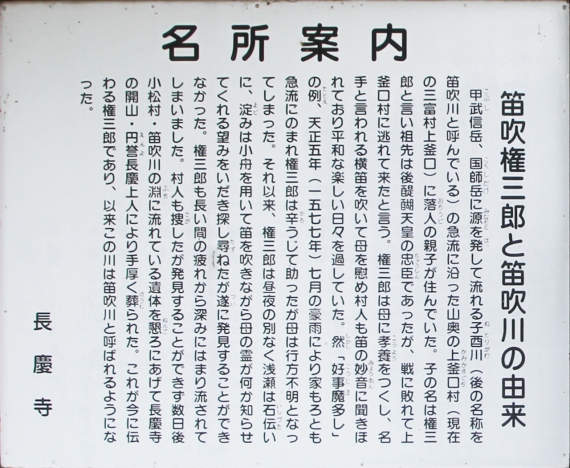 名所案内
笛吹権三郎と笛吹川の由来
甲武信岳、国師岳に源を発して流れる子酉川（後の名称を
笛吹川と呼んでいる）の急流に沿った山奥の上釜口村（現在
の三富村上釜口）に落人の親子が住んでいた。子の名は権三
郎と言い祖先は後醍醐天皇の忠臣であったが、戦に敗れて上
釜口村に逃れて来たと言う。権三郎は母に孝養をつくし、名
手と言われる横笛を吹いて母を慰め村人も笛の妙音に聞きほ
れており平和な楽しい日々を過していた。然「好事魔多し」
の例、天正五年（一五七七年）七月の豪雨により家もろとも
急流にのまれ権三郎は辛うじて助ったが母は行方不明となっ
てしまった。それ以来、権三郎は昼夜の別なく浅瀬は石伝い
に、淀みは小舟を用いて笛を吹きながら母の霊が何か知らせ
てくれる望みをいだき探し尋ねたが遂に発見することができ
なかった。権三郎も長い間の疲れから深みにはまり流されて
しまいました。村人も捜したが発見することができず数日後
小松村・笛吹川の淵に流れている遺体を懇ろにあげて長慶寺
の開山・円誉長慶上人により手厚く葬られた。これが今に伝
わる権三郎であり、以来この川は笛吹川と呼ばれるようにな
った。
長慶寺